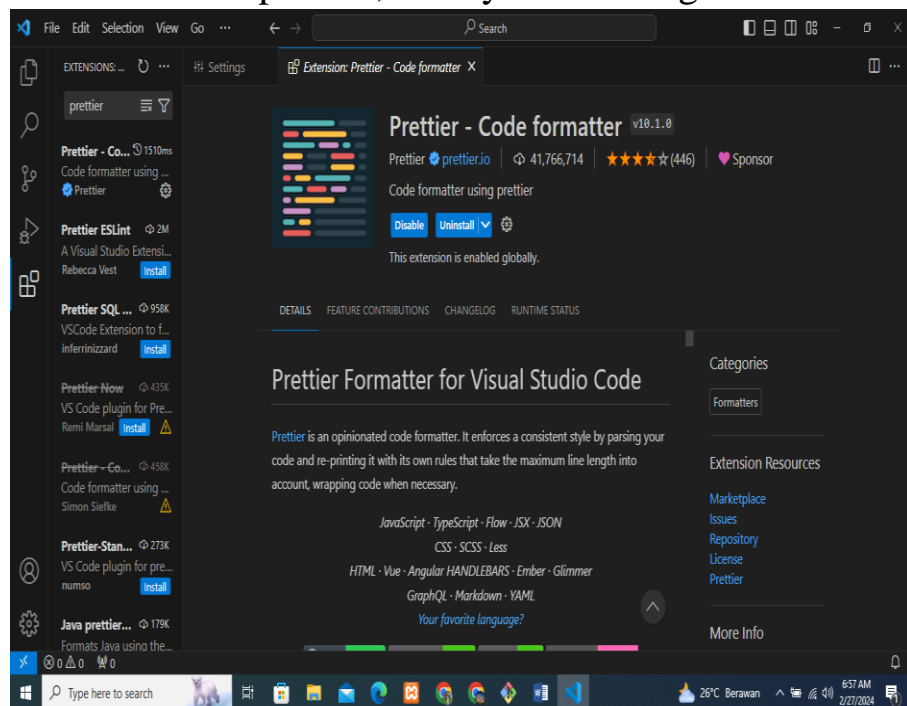 File Edit Selection View Go ··· Search
EXTENSIONS: ... ··· Settings Extension: Prettier - Code formatter ×
prettier
Prettier - Co... 1510ms
Code formatter using ...
Prettier
Prettier ESLint 2M
A Visual Studio Extensi...
Rebecca Vest Install
Prettier SQL ... 958K
VSCode Extension to f...
inferrinizzard Install
Prettier Now 435K
VS Code plugin for Pre...
Remi Marsal Install
Prettier - Co... 458K
Code formatter using ...
Simon Siefke
Prettier-Stan... 273K
VS Code plugin for pre...
numso Install
Java prettier... 179K
Formats Java using the...
Prettier - Code formatter v10.1.0
Prettier prettier.io 41,766,714 ★★★★☆(446) Sponsor
Code formatter using prettier
Disable Uninstall
This extension is enabled globally.
DETAILS FEATURE CONTRIBUTIONS CHANGELOG RUNTIME STATUS
Prettier Formatter for Visual Studio Code
Prettier is an opinionated code formatter. It enforces a consistent style by parsing your
code and re-printing it with its own rules that take the maximum line length into
account, wrapping code when necessary.
JavaScript · TypeScript · Flow · JSX · JSON
CSS · SCSS · Less
HTML · Vue · Angular HANDLEBARS · Ember · Glimmer
GraphQL · Markdown · YAML
Your favorite language?
Categories
Formatters
Extension Resources
Marketplace
Issues
Repository
License
Prettier
More Info
0 0 0
Type here to search 26°C Berawan 6:57 AM
2/27/2024